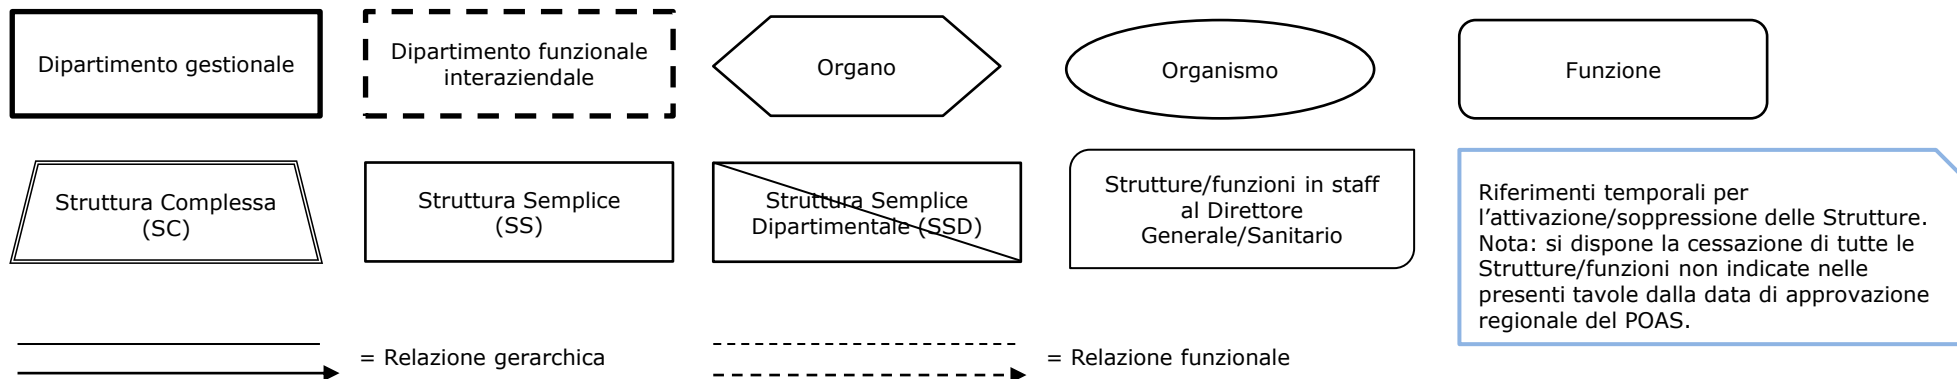 Dipartimento gestionale
Dipartimento funzionale
interaziendale
Organo
Organismo
Funzione
Struttura Complessa
(SC)
Struttura Semplice
(SS)
Struttura Semplice
Dipartimentale (SSD)
Strutture/funzioni in staff
al Direttore
Generale/Sanitario
Riferimenti temporali per
l'attivazione/soppressione delle Strutture.
Nota: si dispone la cessazione di tutte le
Strutture/funzioni non indicate nelle
presenti tavole dalla data di approvazione
regionale del POAS.
= Relazione gerarchica
= Relazione funzionale